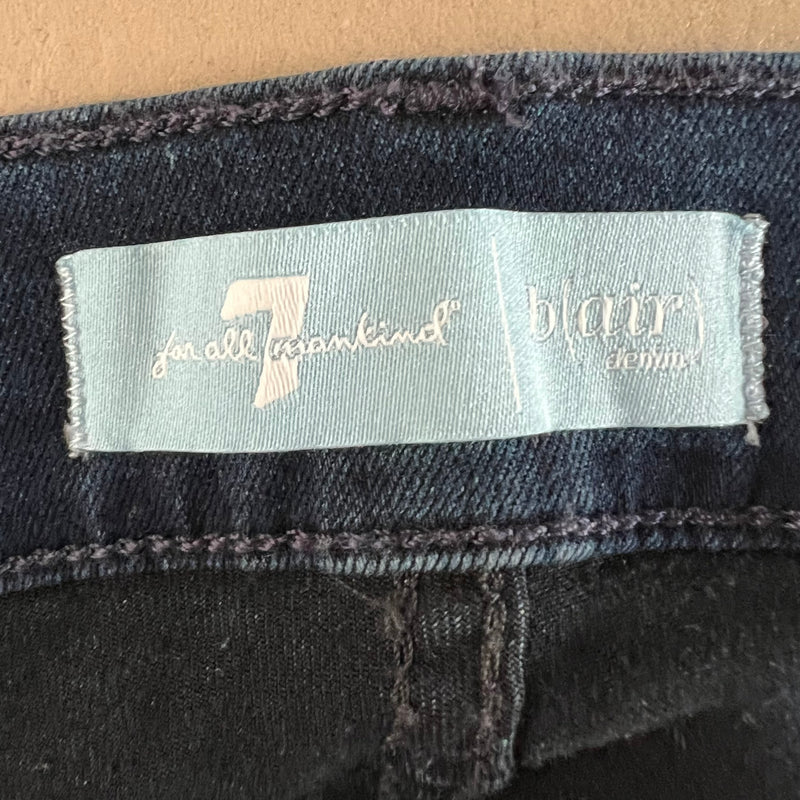 7 for all mankind®
b(air)
denim